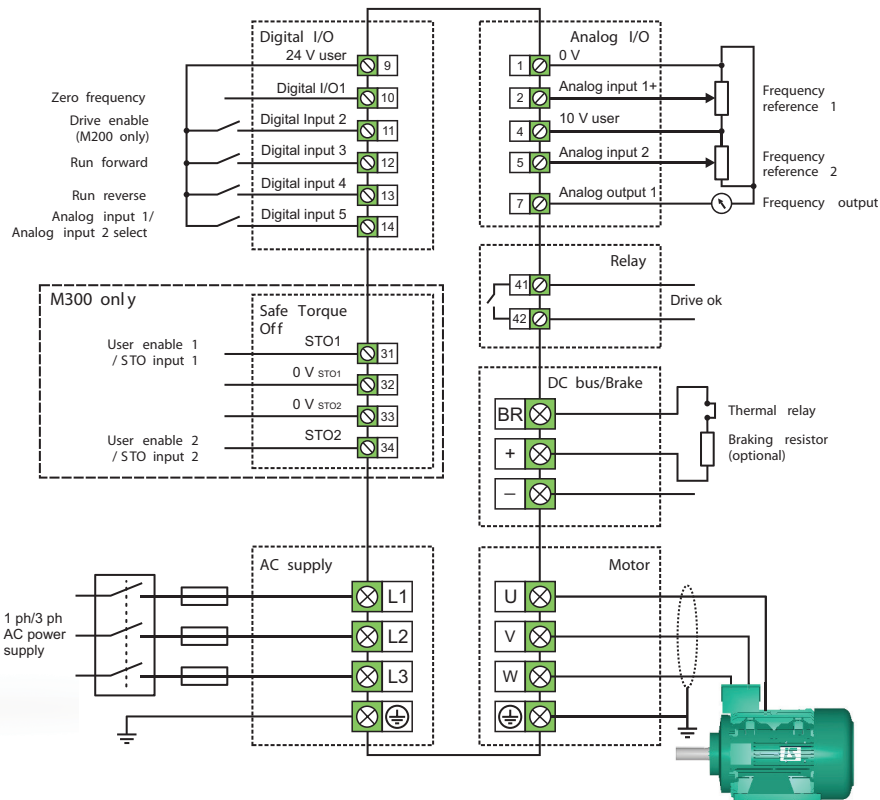 Digital I/O
24 V user
9
Zero frequency
Digital I/O1
10
Drive enable
(M200 only)
Digital Input 2
11
Run forward
Digital input 3
12
Run reverse
Digital input 4
13
Analog input 1/
Analog input 2 select
Digital input 5
14
Analog I/O
1
0 V
2
Analog input 1+
Frequency
reference 1
4
10 V user
5
Analog input 2
Frequency
reference 2
7
Analog output 1
Frequency output
Relay
41
42
Drive ok
M300 only
Safe Torque
Off
User enable 1
/ STO input 1
STO1
31
0 V STO1
32
0 V STO2
33
User enable 2
/ STO input 2
STO2
34
DC bus/Brake
BR
+
–
Thermal relay
Braking resistor
(optional)
AC supply
1 ph/3 ph
AC power
supply
L1
L2
L3
Motor
U
V
W